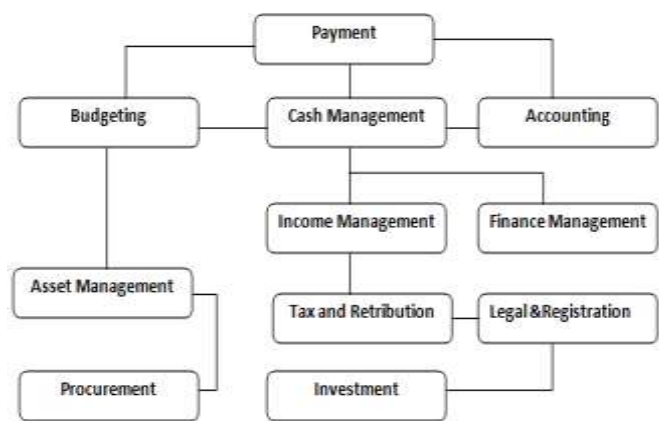 Payment
Budgeting
Cash Management
Accounting
Income Management
Finance Management
Asset Management
Tax and Retribution
Legal &Registration
Procurement
Investment